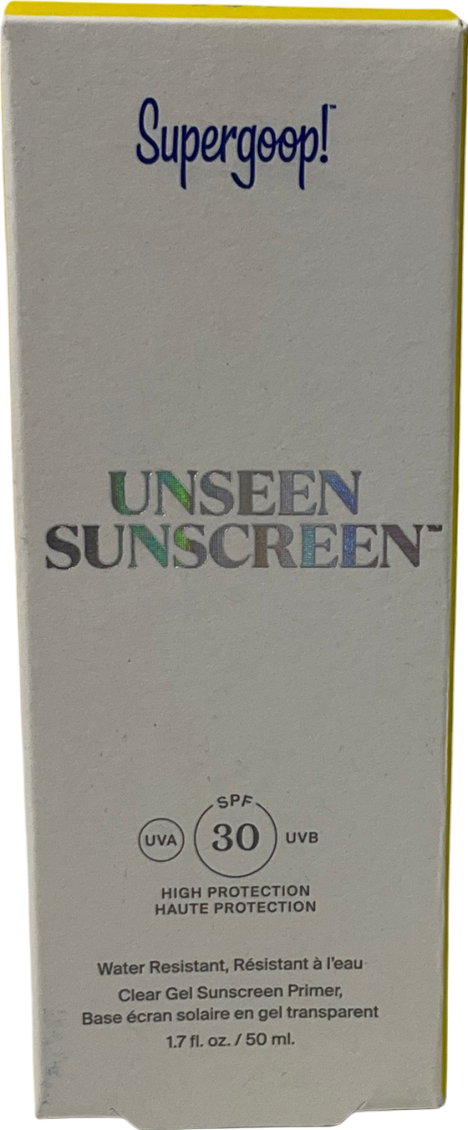 Supergoop!™
UNSEEN
SUNSCREEN™
SPF
UVA 30 UVB
HIGH PROTECTION
HAUTE PROTECTION
Water Resistant, Résistant à l'eau
Clear Gel Sunscreen Primer,
Base écran solaire en gel transparent
1.7 fl. oz. / 50 ml.